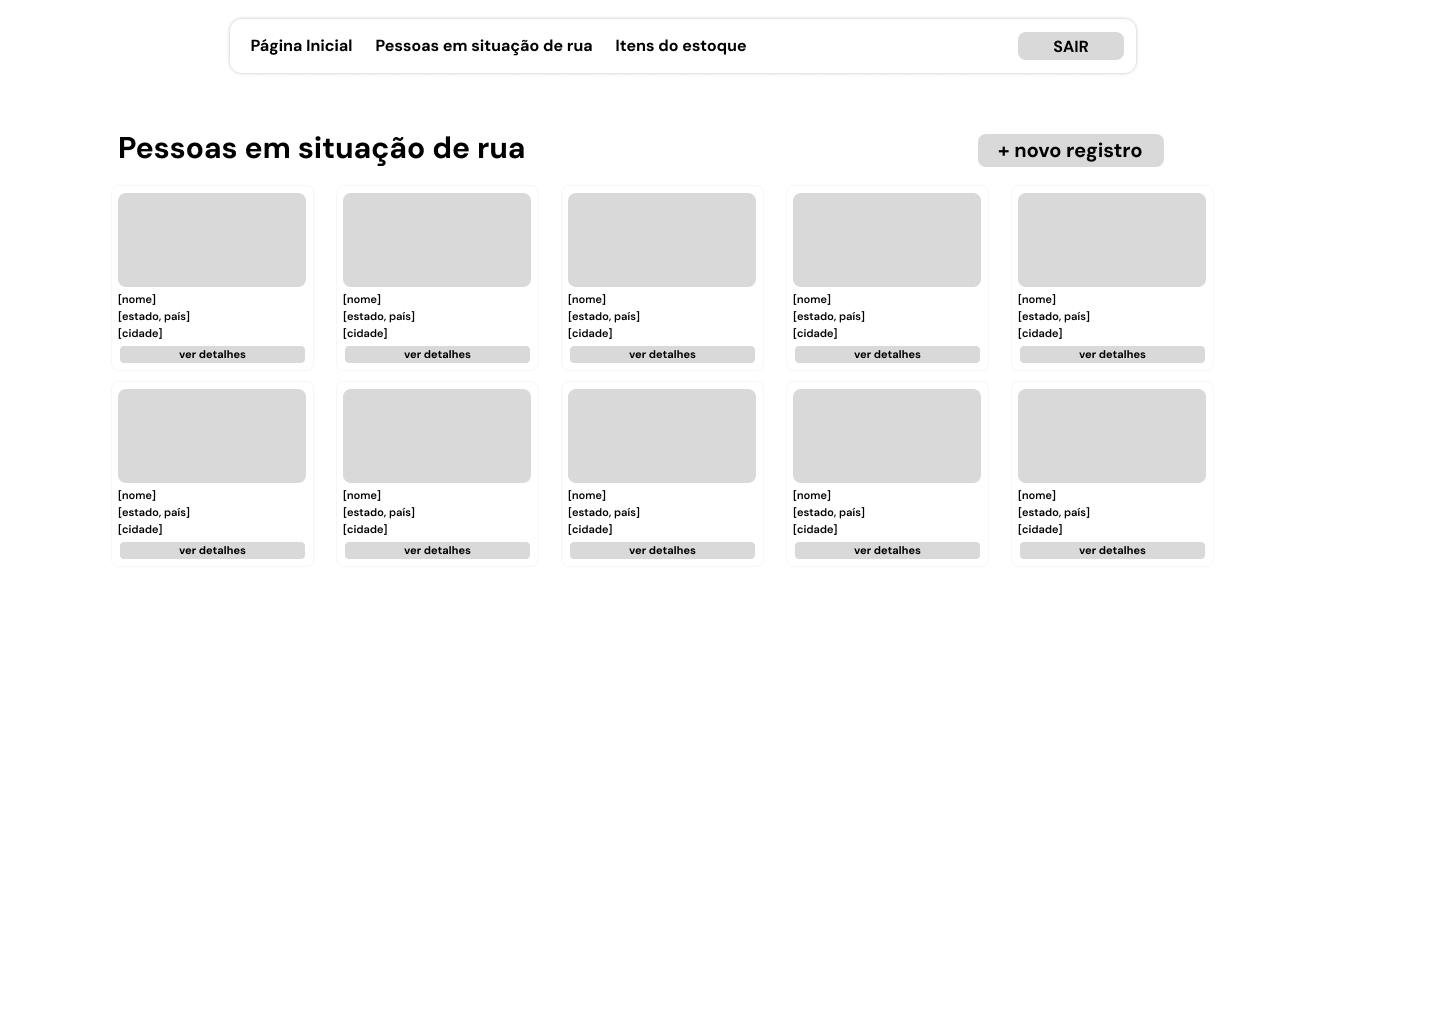 Página Inicial Pessoas em situação de rua Itens do estoque SAIR
Pessoas em situação de rua + novo registro
[nome] [nome] [nome] [nome] [nome]
[estado, país] [estado, país] [estado, país] [estado, país] [estado, país]
[cidade] [cidade] [cidade] [cidade] [cidade]
ver detalhes ver detalhes ver detalhes ver detalhes ver detalhes
[nome] [nome] [nome] [nome] [nome]
[estado, país] [estado, país] [estado, país] [estado, país] [estado, país]
[cidade] [cidade] [cidade] [cidade] [cidade]
ver detalhes ver detalhes ver detalhes ver detalhes ver detalhes